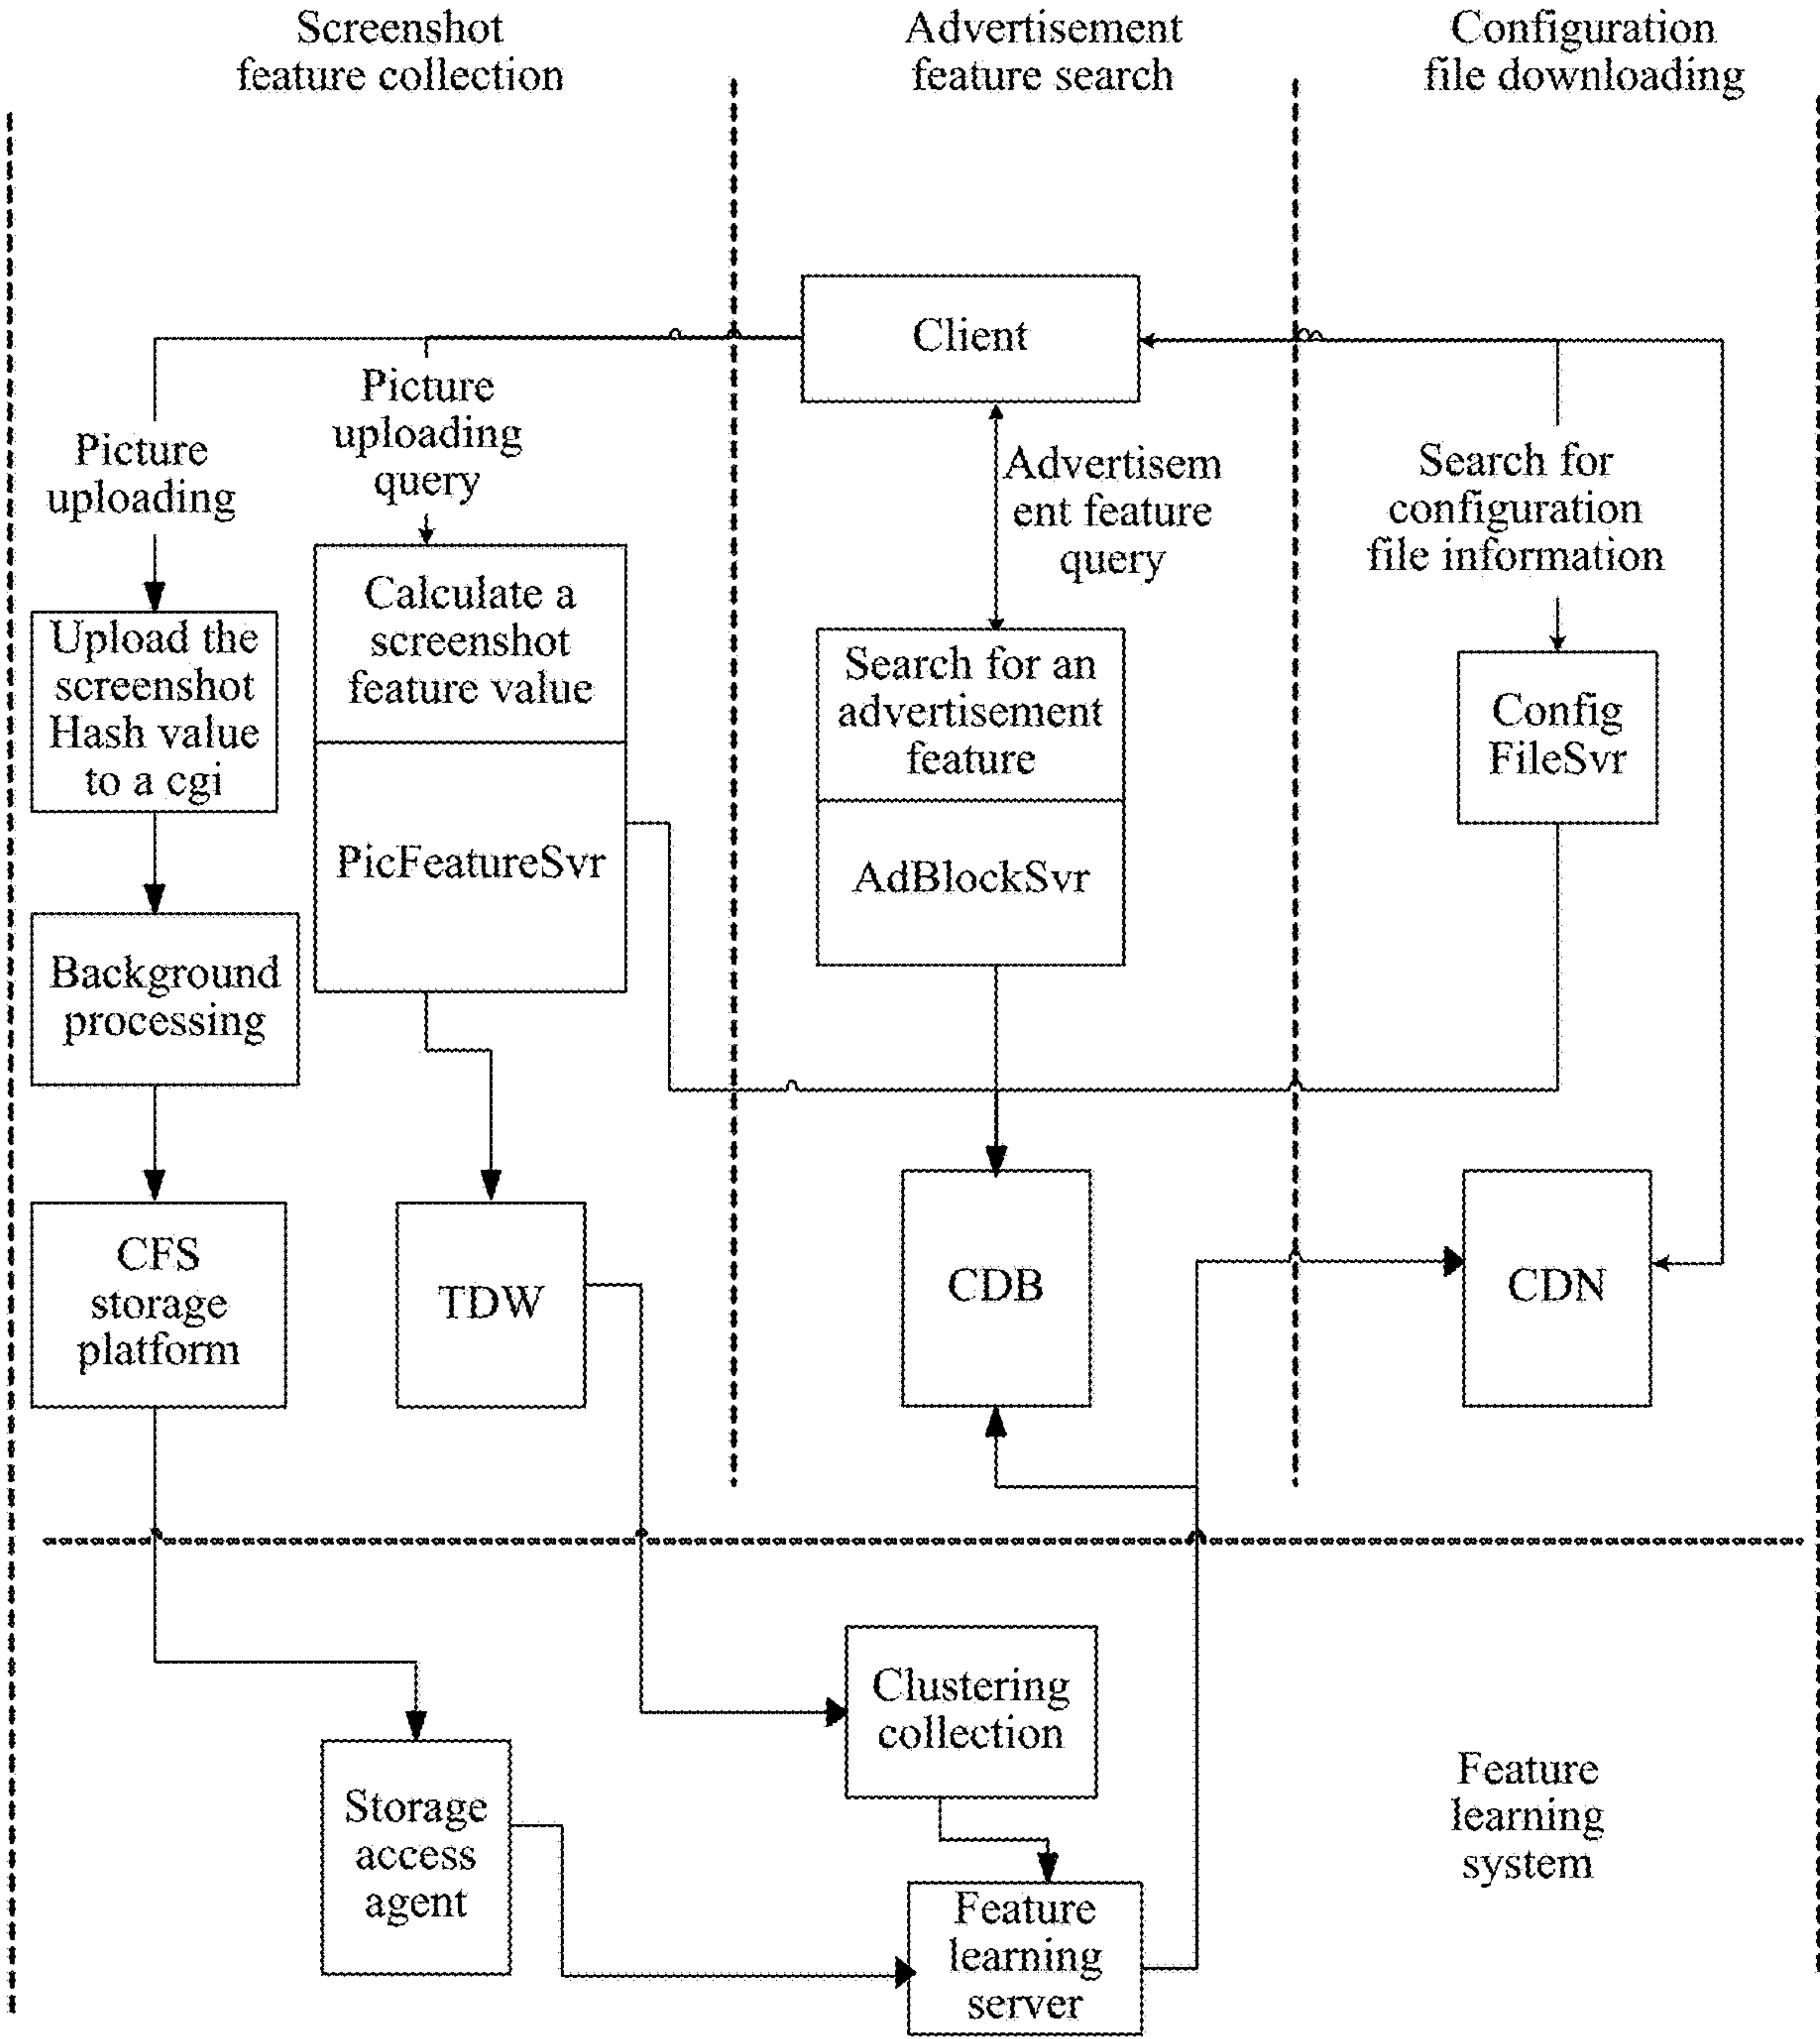 Screenshot
feature collection
Advertisement
feature search
Configuration
file downloading
Client
Picture
uploading
Picture
uploading
query
Advertisem
ent feature
query
Search for
configuration
file information
Upload the
screenshot
Hash value
to a cgi
Calculate a
screenshot
feature value
PicFeatureSvr
Search for an
advertisement
feature
AdBlockSvr
Config
FileSvr
Background
processing
CFS
storage
platform
TDW
CDB
CDN
Clustering
collection
Storage
access
agent
Feature
learning
server
Feature
learning
system